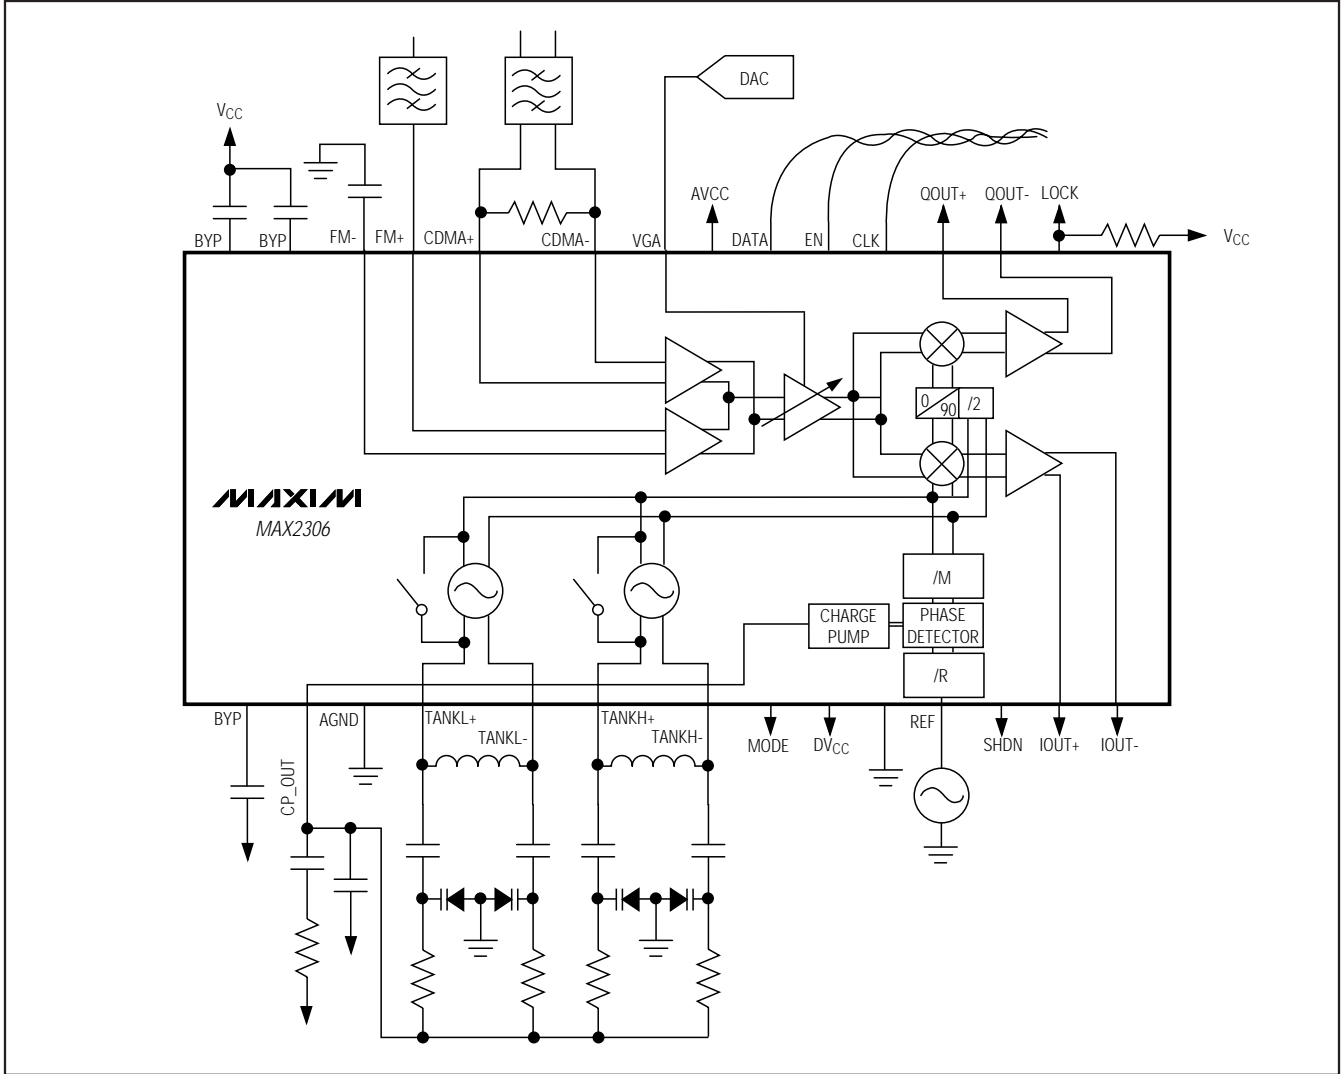 DAC
VCC
AVCC
QOUT+
QOUT-
LOCK
BYP
BYP
FM-
FM+
CDMA+
CDMA-
VGA
DATA
EN
CLK
VCC
0
90
/2
MAXIM
MAX2306
/M
CHARGE
PUMP
PHASE
DETECTOR
/R
BYP
AGND
TANKL+
TANKL-
TANKH+
TANKH-
MODE
DVCC
REF
SHDN
IOUT+
IOUT-
CP_OUT